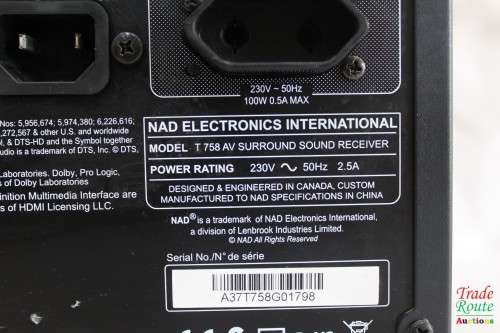 230V ~ 50Hz
100W 0.5A MAX
Nos: 5,956,674; 5,974,380; 6,226,616;
,272,567 & other U.S. and worldwide
& DTS-HD and the Symbol together
is a trademark of DTS, Inc. © DTS,
Laboratories. Dolby, Pro Logic,
of Dolby Laboratories
Multimedia Interface are
of HDMI Licensing LLC.
NAD ELECTRONICS INTERNATIONAL
MODEL T 758 AV SURROUND SOUND RECEIVER
POWER RATING 230V ~ 50Hz 2.5A
DESIGNED & ENGINEERED IN CANADA, CUSTOM
MANUFACTURED TO NAD SPECIFICATIONS IN CHINA
NAD® is a trademark of NAD Electronics International,
a division of Lenbrook Industries Limited.
© NAD All Rights Reserved
Serial No./N° de série
A37T758G01798
Trade
Route
Auctions